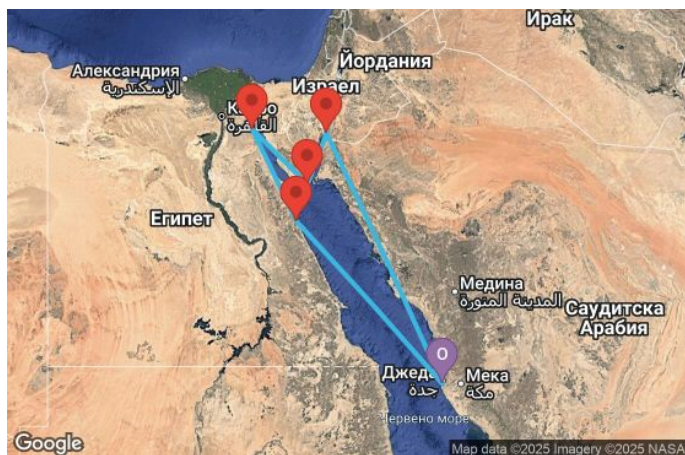 Ирак
Йордания
Александрия
الإسكندرية
Израел
القاهرة
Египет
Медина
المدينة المنورة
Саудитска
Арабия
O
Мека
مكة
جدة
Червено море
Google
Map data ©2025 Imagery ©2025 NASA